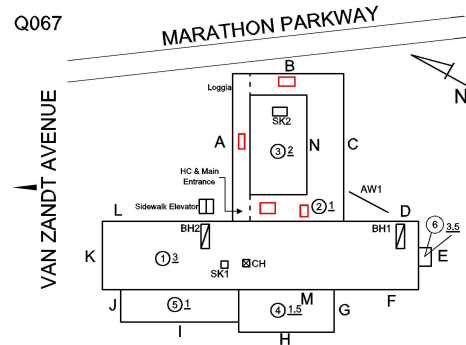 Q067
MARATHON PARKWAY
B
Loggia
N
SK2
A
3 2
N
C
VAN ZANDT AVENUE
HC & Main
Entrance
AW1
L
Sidewalk Elevator
2 1
D
BH2
BH1
6
3.5
K
1 3
SK1
CH
E
J
M
F
5 1
4 1.5
G
I
H